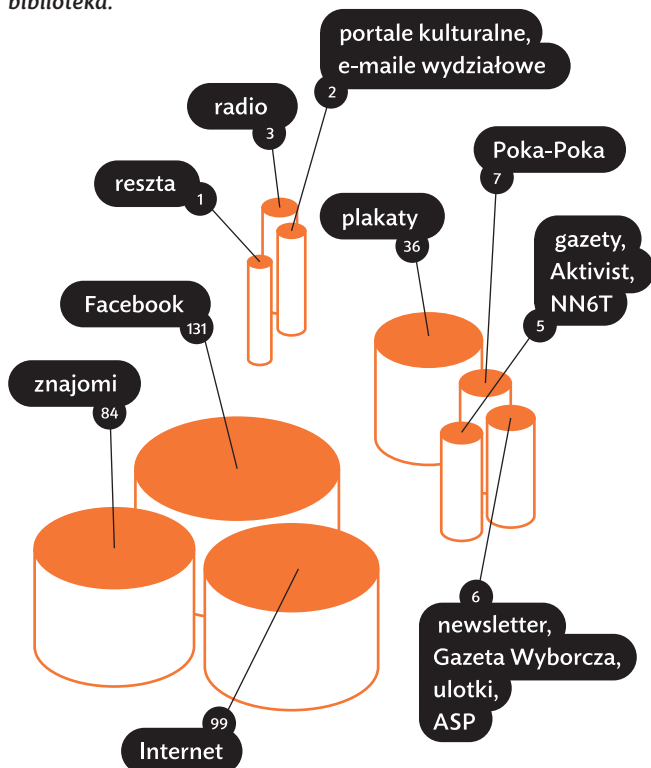 biblioteka.
portale kulturalne,
e-maile wydziałowe
2
radio
3
Poka-Poka
7
reszta
1
plakaty
36
gazety,
Aktivist,
NN6T
5
Facebook
131
znajomi
84
6
newsletter,
Gazeta Wyborcza,
ulotki,
ASP
99
Internet